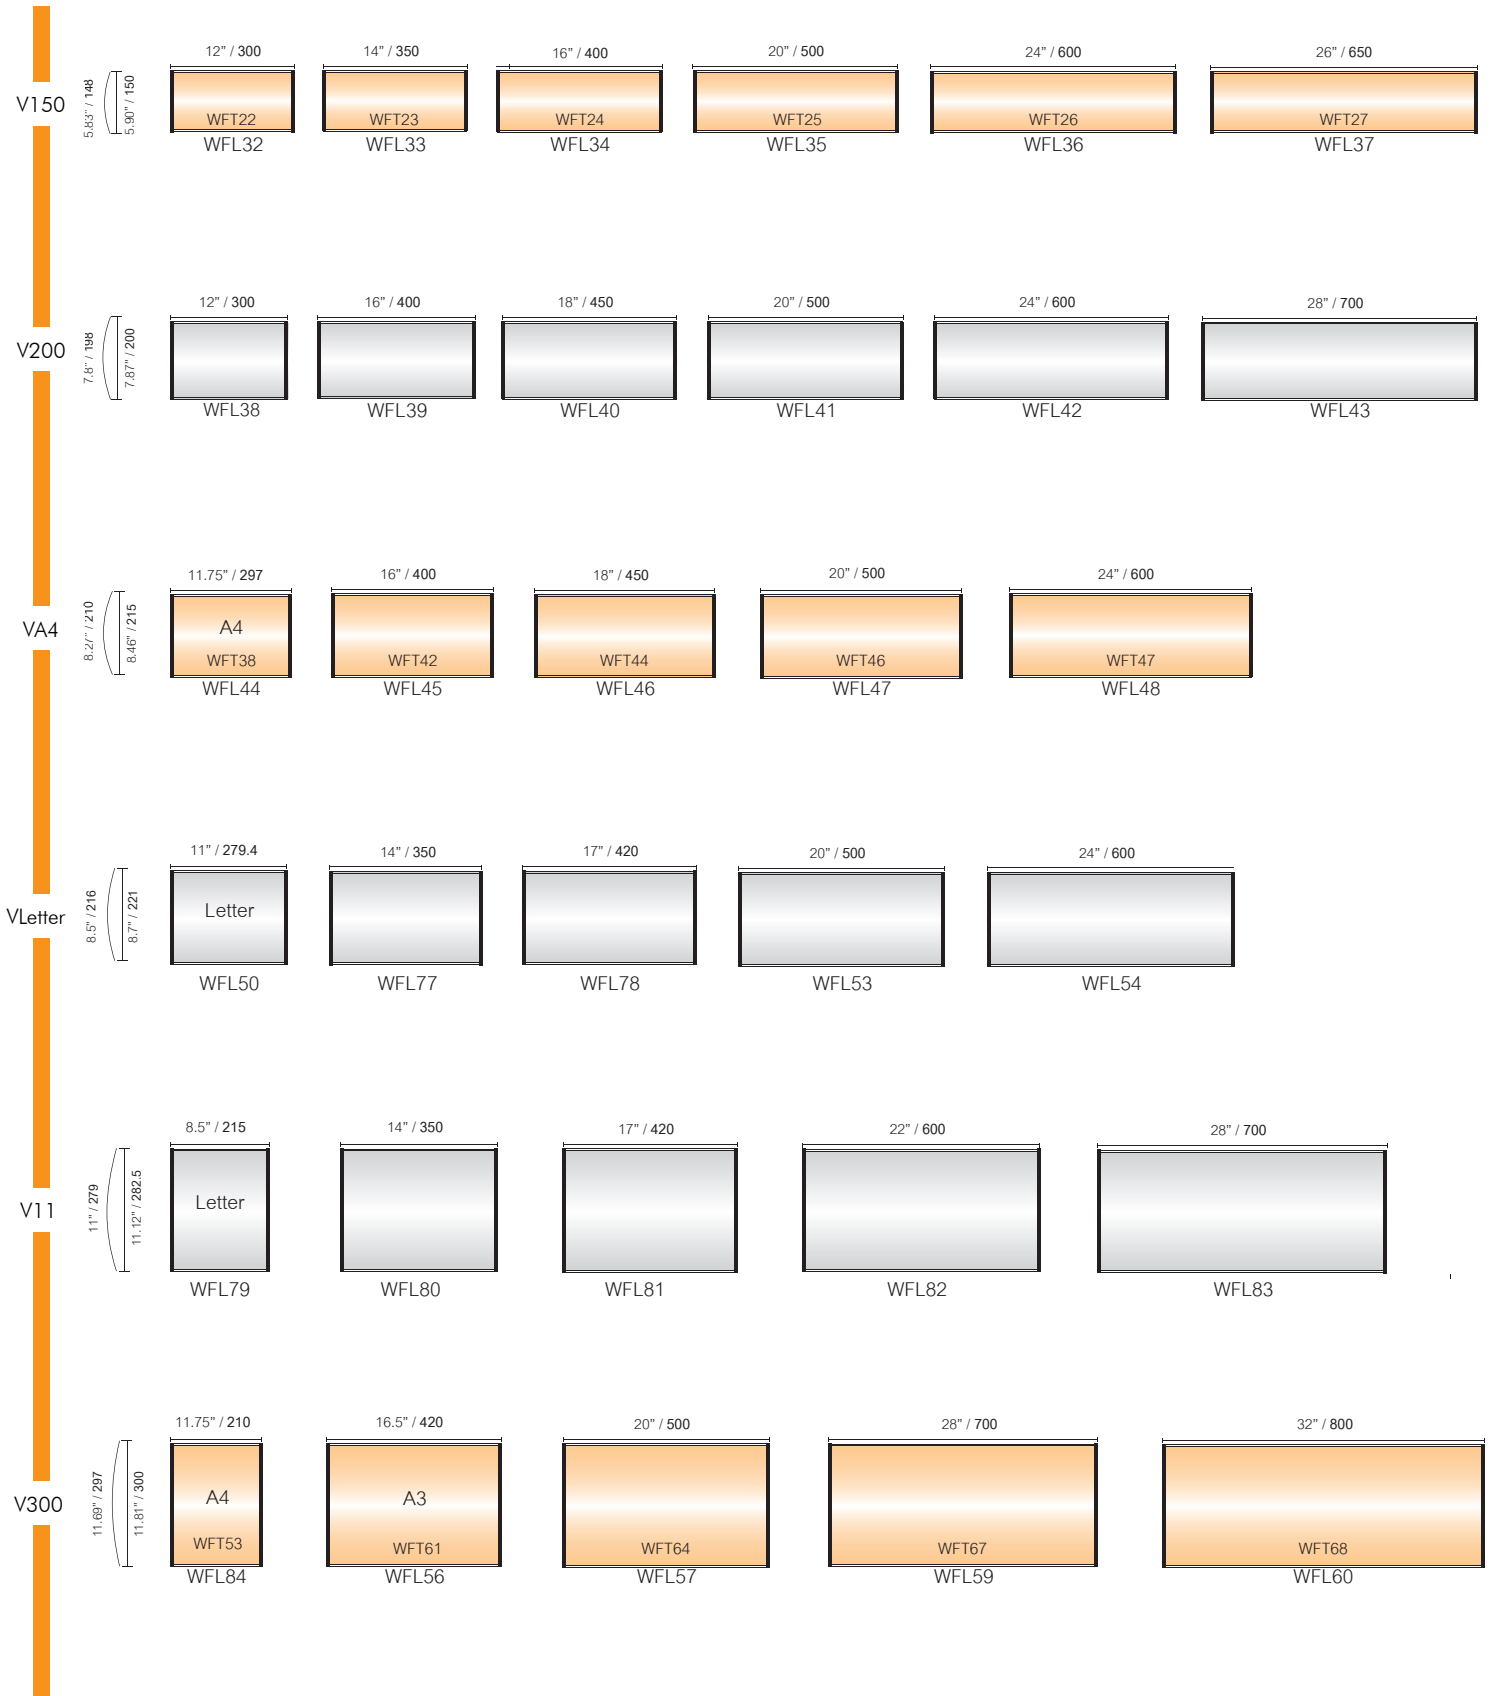 V150
5.83” / 148
5.90” / 150
12” / 300
14” / 350
16” / 400
20” / 500
24” / 600
26” / 650
WFT22
WFT23
WFT24
WFT25
WFT26
WFT27
WFL32
WFL33
WFL34
WFL35
WFL36
WFL37
V200
7.8” / 198
7.87” / 200
12” / 300
16” / 400
18” / 450
20” / 500
24” / 600
28” / 700
WFL38
WFL39
WFL40
WFL41
WFL42
WFL43
VA4
8.27” / 210
8.46” / 215
11.75” / 297
16” / 400
18” / 450
20” / 500
24” / 600
A4
WFT38
WFT42
WFT44
WFT46
WFT47
WFL44
WFL45
WFL46
WFL47
WFL48
VLetter
8.5” / 216
8.7” / 221
11” / 279.4
14” / 350
17” / 420
20” / 500
24” / 600
Letter
WFL50
WFL77
WFL78
WFL53
WFL54
V11
11” / 279
11.12” / 282.5
8.5” / 215
14” / 350
17” / 420
22” / 600
28” / 700
Letter
WFL79
WFL80
WFL81
WFL82
WFL83
V300
11.69” / 297
11.81” / 300
11.75” / 210
16.5” / 420
20” / 500
28” / 700
32” / 800
A4
A3
WFT53
WFT61
WFT64
WFT67
WFT68
WFL84
WFL56
WFL57
WFL59
WFL60